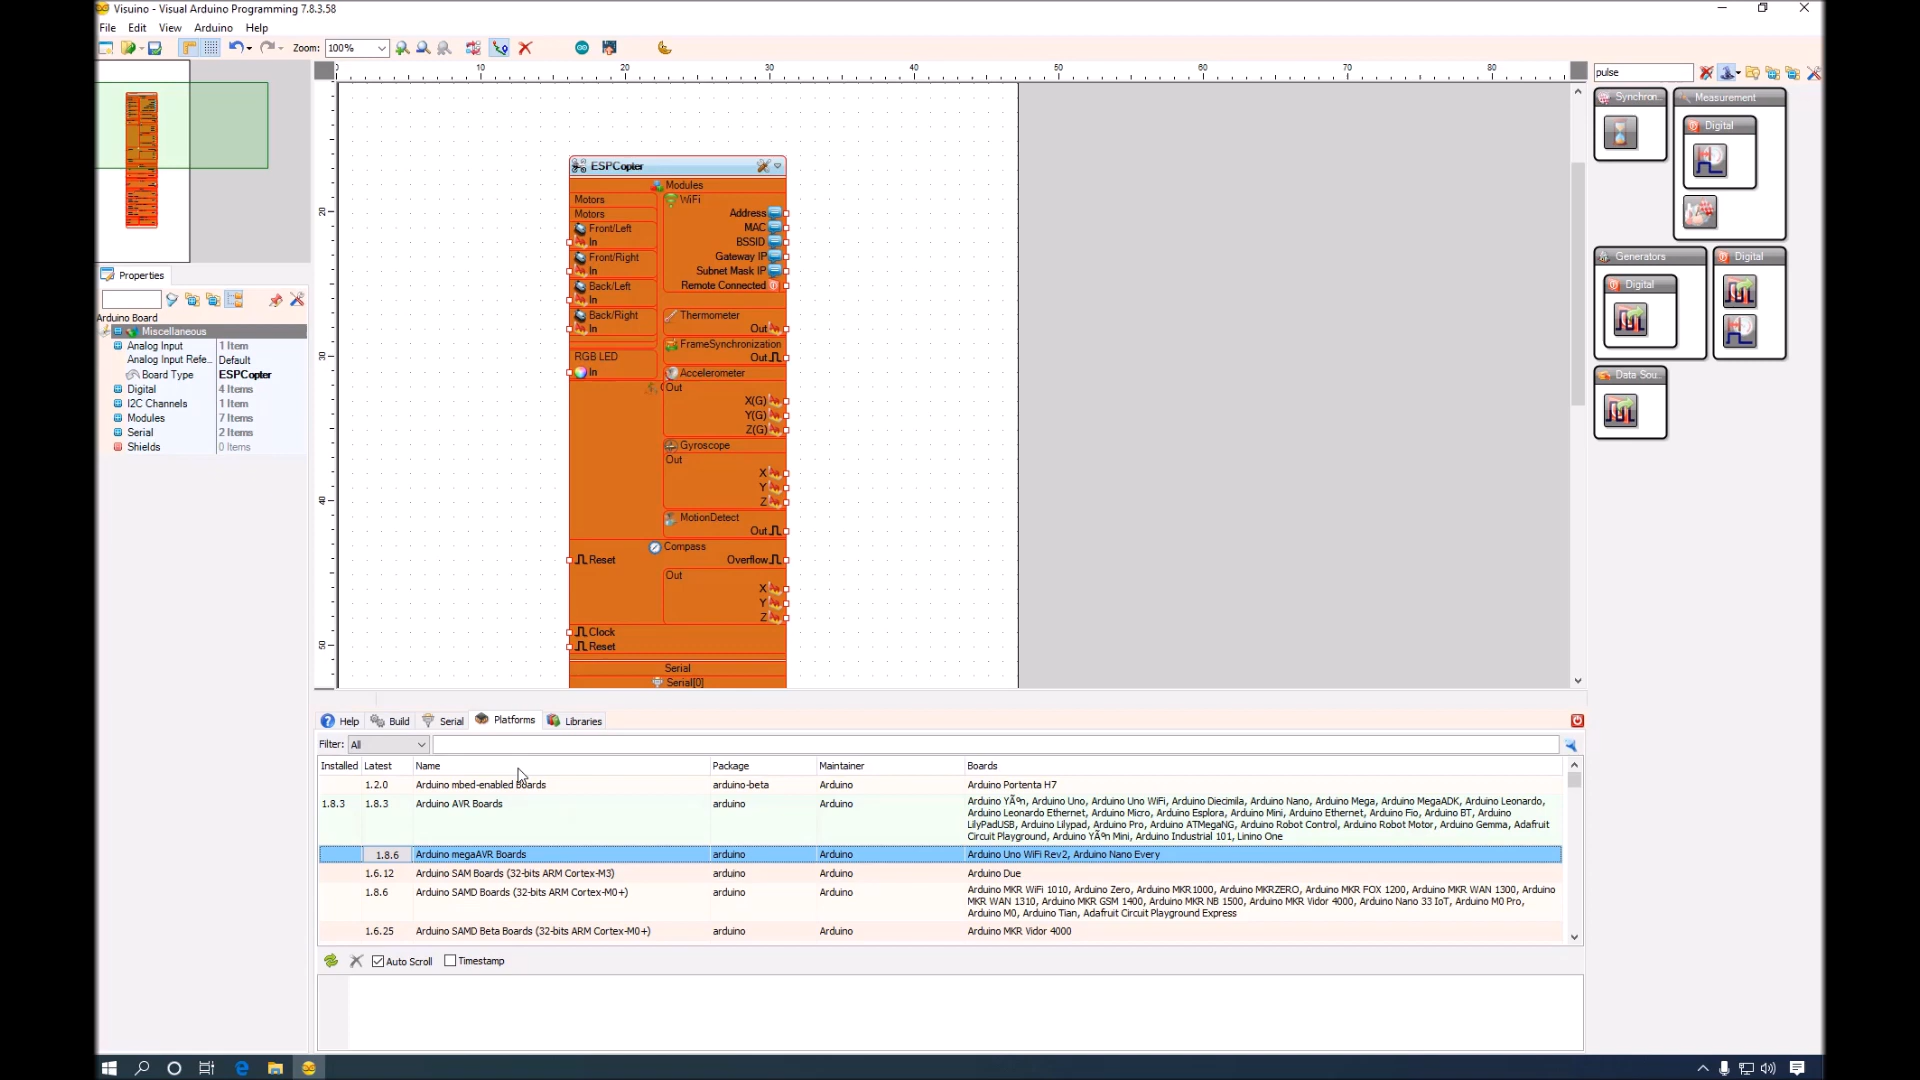 Visuino - Visual Arduino Programming 7.8.3.58
File Edit View Arduino Help
Zoom: 100%
pulse
10 20 30 40 50 60 70 80
20
30
40
50
ESPCopter
Modules
Motors
WiFi
Motors
Address
Front/Left
MAC
In
BSSID
Front/Right
Gateway IP
In
Subnet Mask IP
Back/Left
Remote Connected
In
Back/Right
Thermometer
In
Out
FrameSynchronization
RGB LED
Out
In
Accelerometer
Out
X(G)
Y(G)
Z(G)
Gyroscope
Out
X
Y
Z
MotionDetect
Out
Compass
Reset
Overflow
Out
X
Y
Z
Clock
Reset
Serial
Serial[0]
Properties
Arduino Board
Miscellaneous
Analog Input 1 Item
Analog Input Refe... Default
Board Type ESPCopter
Digital 4 Items
I2C Channels 1 Item
Modules 7 Items
Serial 2 Items
Shields 0 Items
Synchron...
Measurement
Digital
Generators
Digital
Digital
Data Sou...
Help Build Serial Platforms Libraries
Filter: All
Installed Latest Name Package Maintainer Boards
1.2.0 Arduino mbed-enabled Boards arduino-beta Arduino Arduino Portenta H7
1.8.3 1.8.3 Arduino AVR Boards arduino Arduino Arduino YÃºn, Arduino Uno, Arduino Uno WiFi, Arduino Diecimila, Arduino Nano, Arduino Mega, Arduino MegaADK, Arduino Leonardo,
Arduino Leonardo Ethernet, Arduino Micro, Arduino Esplora, Arduino Mini, Arduino Ethernet, Arduino Fio, Arduino BT, Arduino
LilyPadUSB, Arduino Lilypad, Arduino Pro, Arduino ATMegaNG, Arduino Robot Control, Arduino Robot Motor, Arduino Gemma, Adafruit
Circuit Playground, Arduino YÃºn Mini, Arduino Industrial 101, Linino One
1.8.6 Arduino megaAVR Boards arduino Arduino Arduino Uno WiFi Rev2, Arduino Nano Every
1.6.12 Arduino SAM Boards (32-bits ARM Cortex-M3) arduino Arduino Arduino Due
1.8.6 Arduino SAMD Boards (32-bits ARM Cortex-M0+) arduino Arduino Arduino MKR WiFi 1010, Arduino Zero, Arduino MKR1000, Arduino MKRZERO, Arduino MKR FOX 1200, Arduino MKR WAN 1300, Arduino
MKR WAN 1310, Arduino MKR GSM 1400, Arduino MKR NB 1500, Arduino MKR Vidor 4000, Arduino Nano 33 IoT, Arduino M0 Pro,
Arduino M0, Arduino Tian, Adafruit Circuit Playground Express
1.6.25 Arduino SAMD Beta Boards (32-bits ARM Cortex-M0+) arduino Arduino Arduino MKR Vidor 4000
Auto Scroll Timestamp